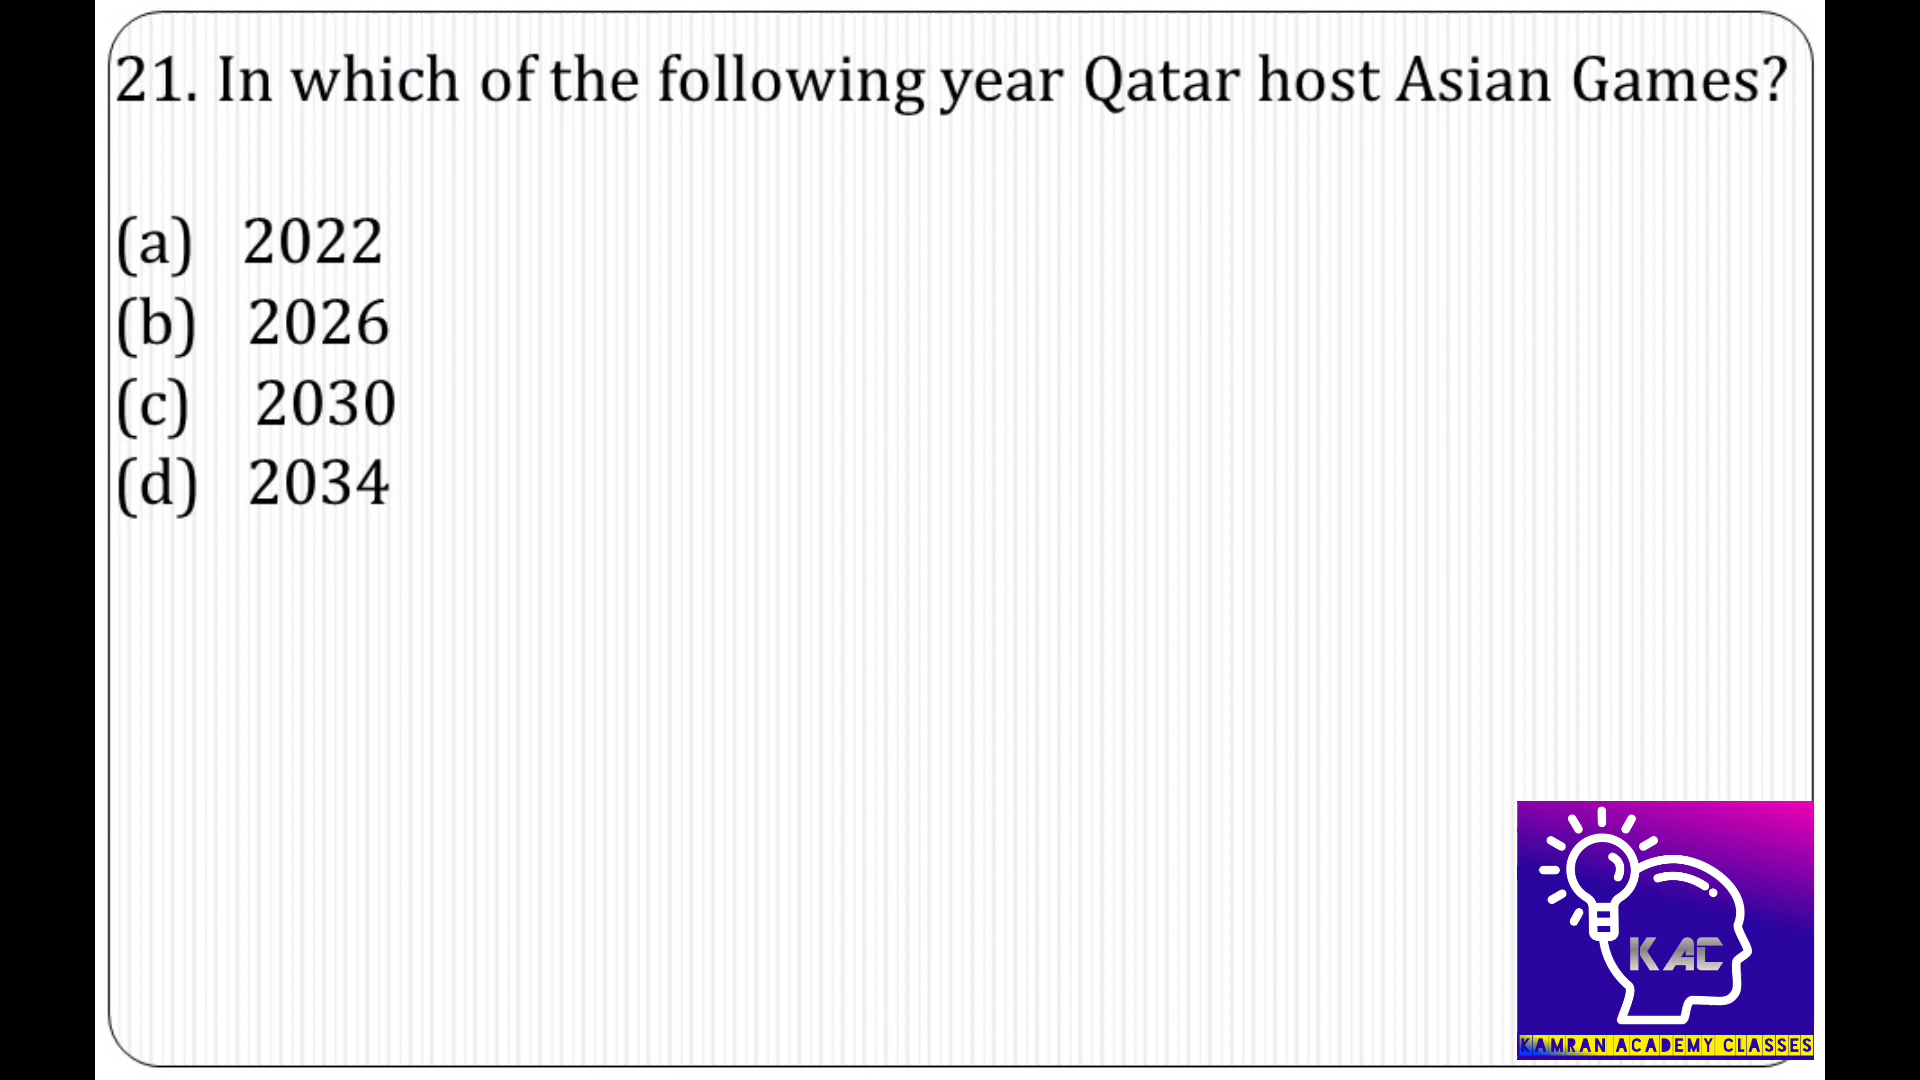 21. In which of the following year Qatar host Asian Games?
(a) 2022
(b) 2026
(c) 2030
(d) 2034
KAC
KAMRAN ACADEMY CLASSES